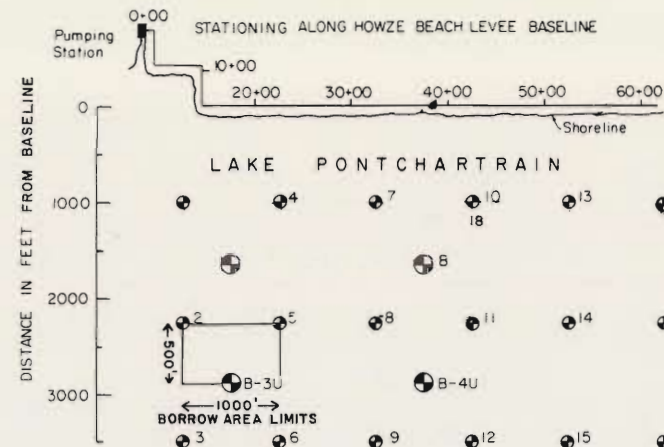 0+00
STATIONING ALONG HOWZE BEACH LEVEE BASELINE
Pumping
Station
10+00
20+00 30+00 40+00 50+00 60+00
0
Shoreline
DISTANCE IN FEET FROM BASELINE
LAKE PONTCHARTRAIN
1000
4 7 10 13
18
B
2000
2 5 8 11 14
500'
B-3U B-4U
3000
1000'
BORROW AREA LIMITS
3 6 9 12 15